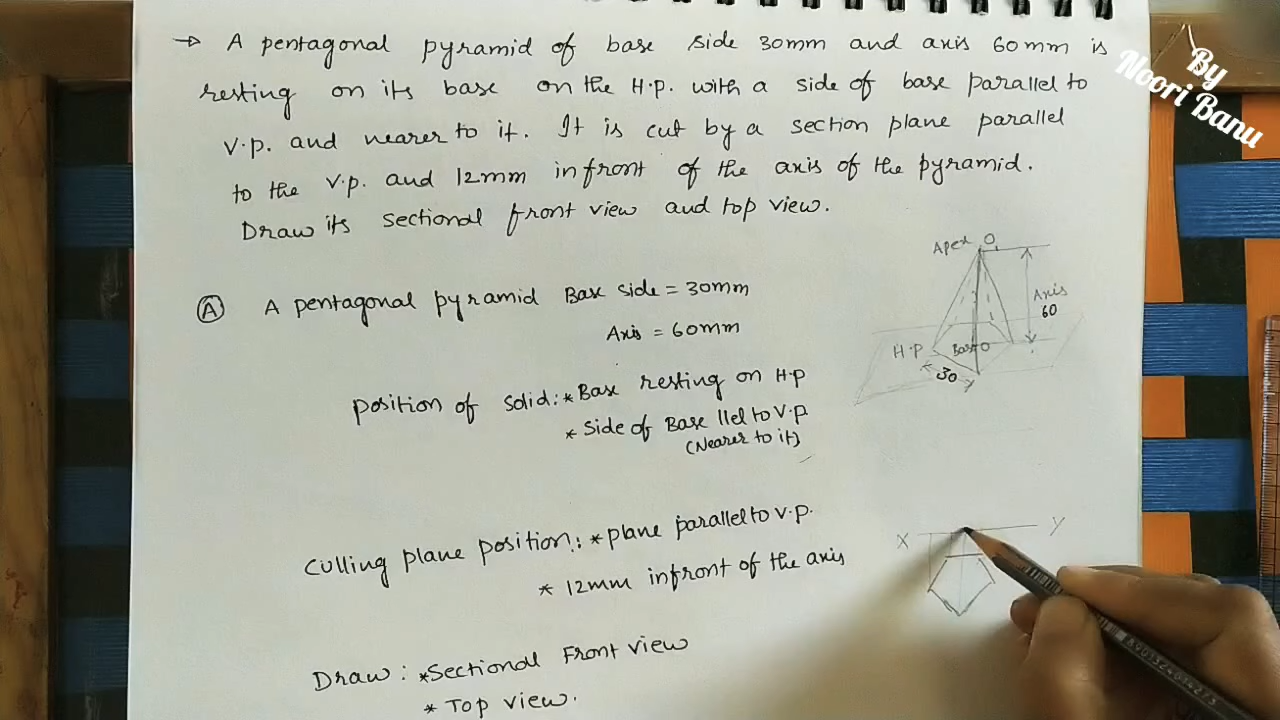 → A pentagonal pyramid of base side 30mm and axis 60mm is
resting on its base on the H.p. with a side of base parallel to
V.p. and nearer to it. It is cut by a section plane parallel
to the V.p. and 12mm infront of the axis of the pyramid.
Draw its sectional front view and top view.
By
Noori Banu
A A pentagonal pyramid Base side = 30mm
Axis = 60mm
position of solid: * Base resting on H.p
* Side of Base llel to V.p
(Nearer to it)
Apex O,
Axis
60
H.P
Base O
30
Culling plane position: * plane parallel to V.p.
* 12mm infront of the axis
X Y
Draw: * Sectional Front view
* Top view.